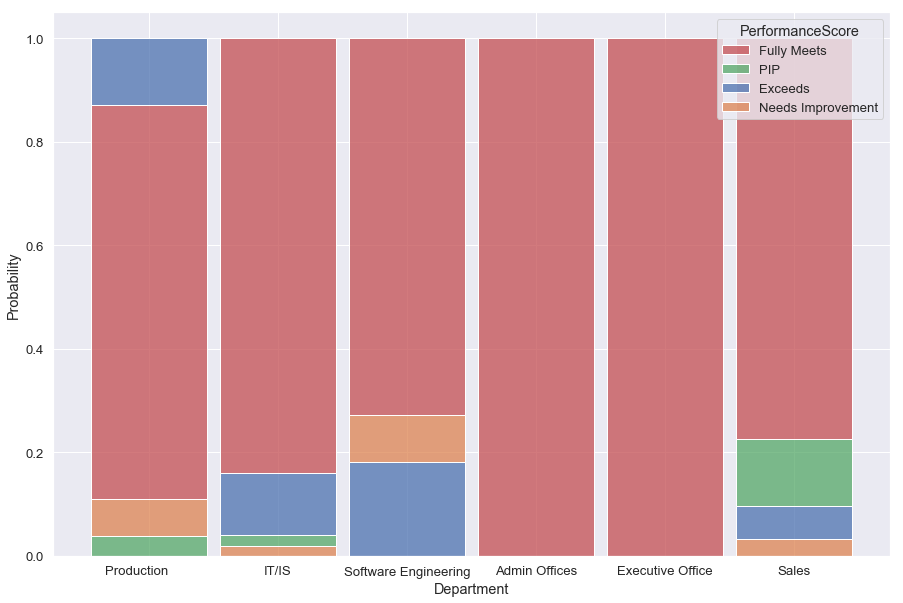 PerformanceScore
Fully Meets
PIP
Exceeds
Needs Improvement
1.0
0.8
0.6
0.4
0.2
0.0
Probability
Production
IT/IS
Software Engineering
Admin Offices
Executive Office
Sales
Department